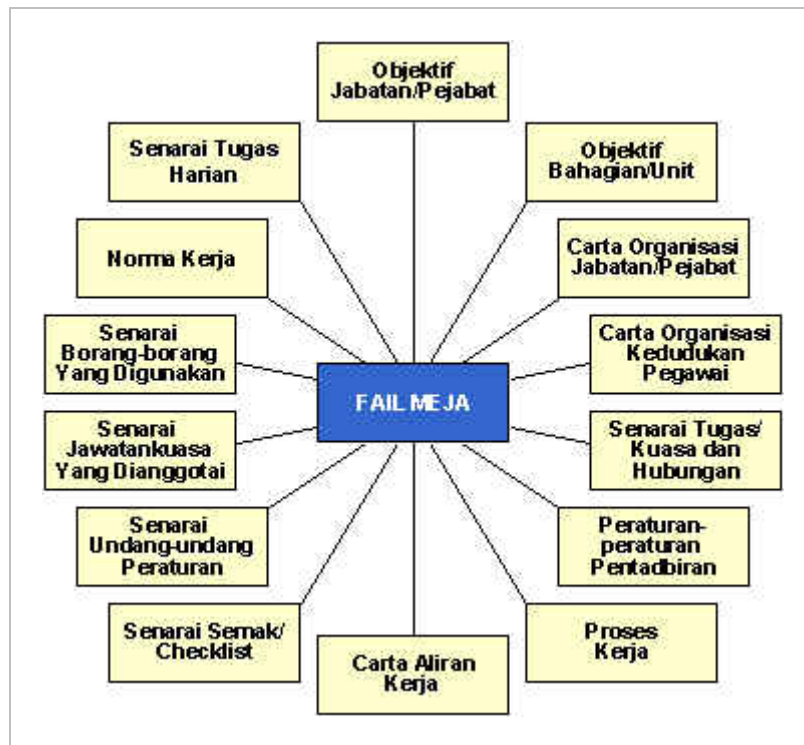 Objektif
Jabatan/Pejabat
Objektif
Bahagian/Unit
Carta Organisasi
Jabatan/Pejabat
Carta Organisasi
Kedudukan
Pegawai
Senarai Tugas/
Kuasa dan
Hubungan
Peraturan-
peraturan
Pentadbiran
Proses
Kerja
Carta Aliran
Kerja
Senarai Semak/
Checklist
Senarai
Undang-undang
Peraturan
Senarai
Jawatankuasa
Yang Dianggotai
Senarai
Borang-borang
Yang Digunakan
Norma Kerja
Senarai Tugas
Harian
FAIL MEJA